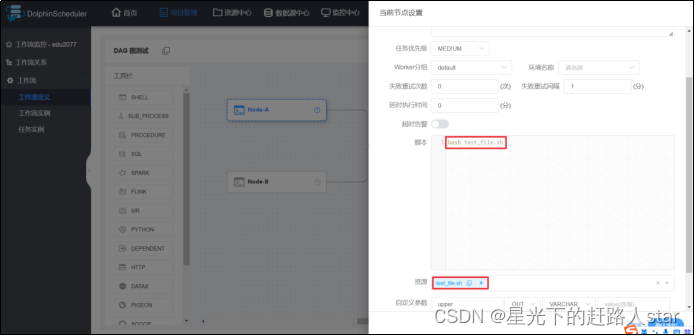 DolphinScheduler
首页
项目管理
资源中心
数据源中心
监控中心
当前节点设置
工作流监控 - edu2077
工作流关系
工作流
工作流定义
工作流实例
任务实例
DAG 图测试
工具栏
SHELL
SUB_PROCESS
PROCEDURE
SQL
SPARK
FLINK
MR
PYTHON
DEPENDENT
HTTP
DATAX
PIGEON
SQOOP
Node-A
Node-B
任务优先级 MEDIUM
Worker分组 default 环境名称 请选择
失败重试次数 0 (次) 失败重试间隔 1 (分)
延时执行时间 0 (分)
超时告警
脚本 1 bash test_file.sh
资源 test_file.sh
自定义参数 upper OUT VARCHAR value(选填)
CSDN @星光下的赶路人star